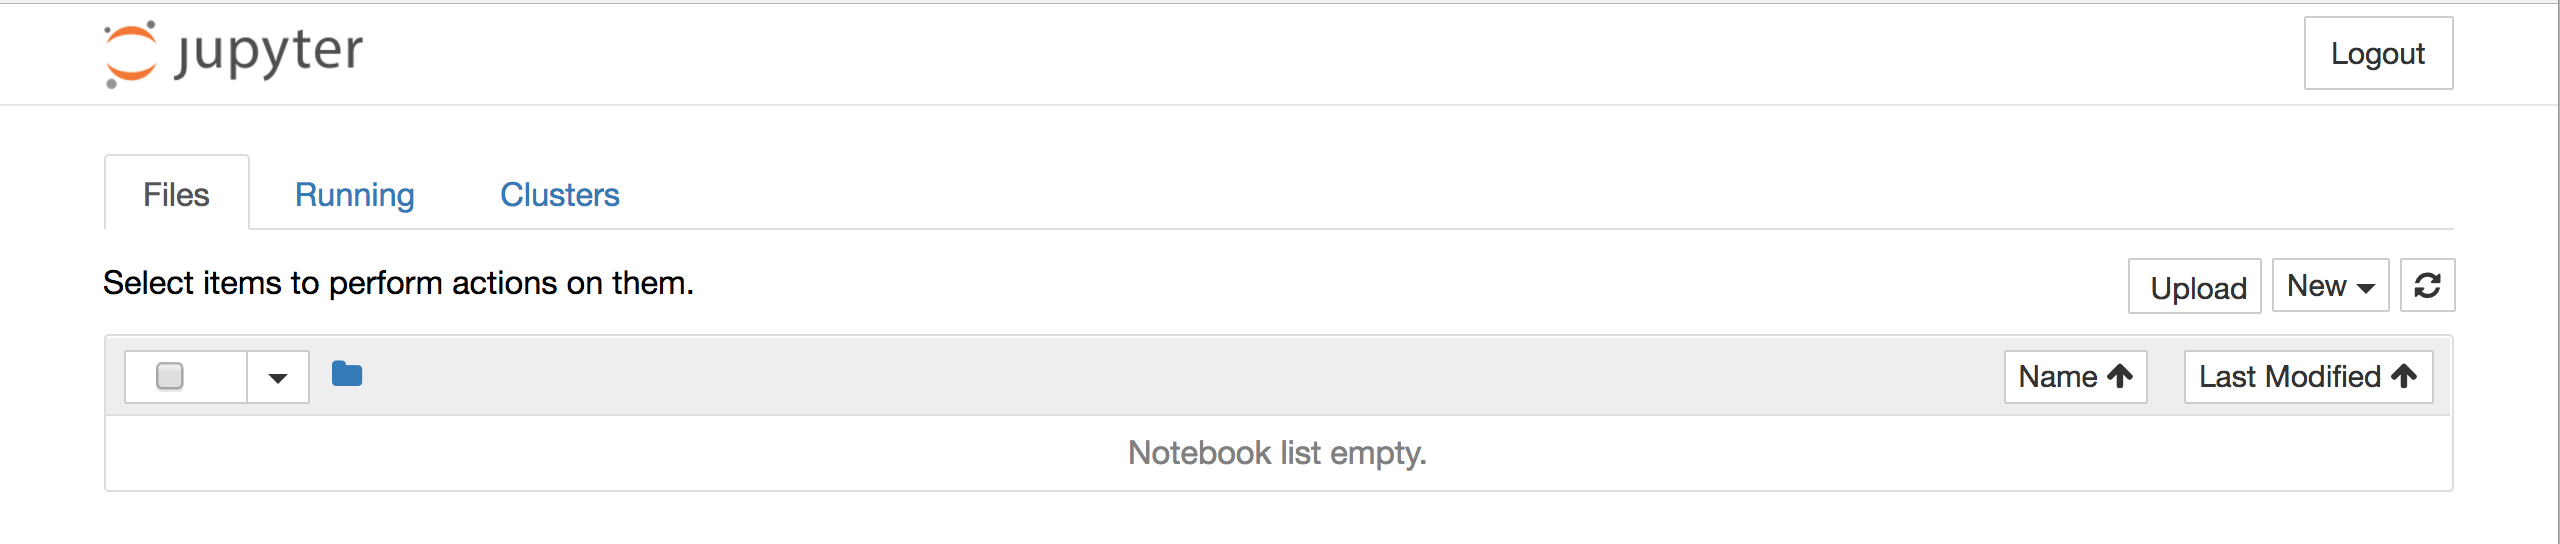 jupyter
Logout
Files Running Clusters
Select items to perform actions on them.
Upload New
Name Last Modified
Notebook list empty.